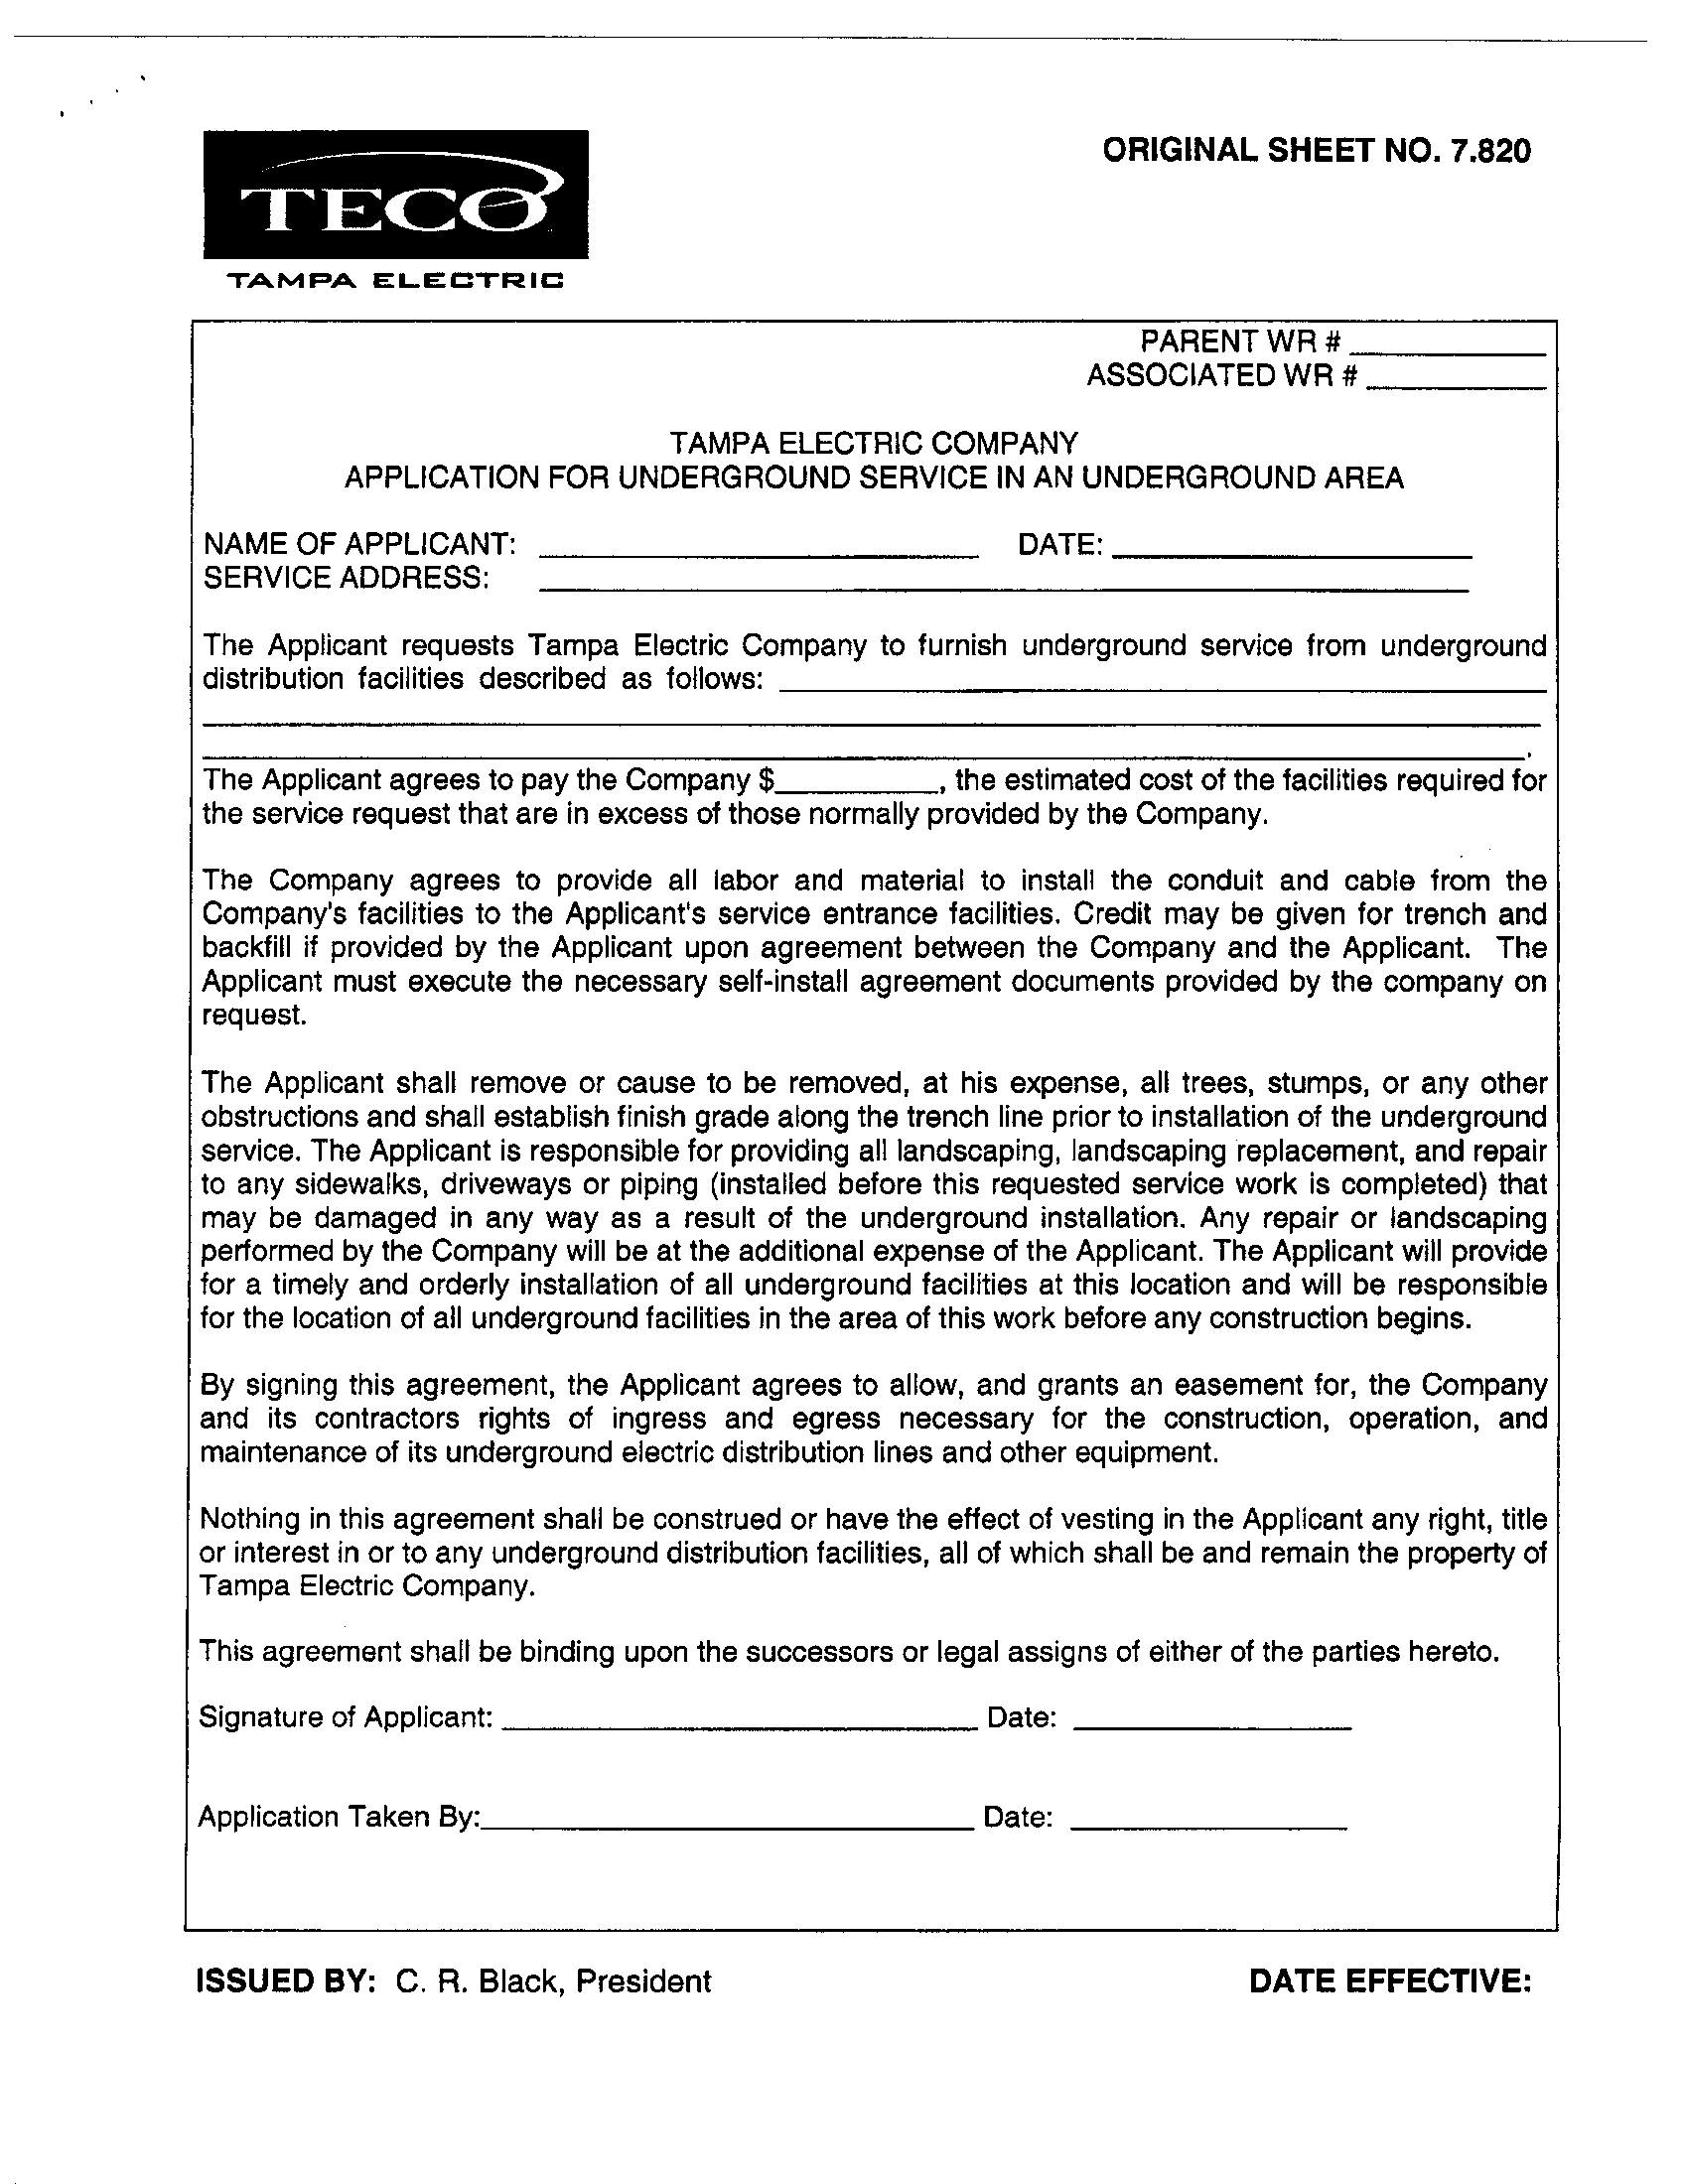 ORIGINAL SHEET NO. 7.820
TECO
TAMPA ELECTRIC
PARENT WR # ___________
ASSOCIATED WR # __________
TAMPA ELECTRIC COMPANY
APPLICATION FOR UNDERGROUND SERVICE IN AN UNDERGROUND AREA
NAME OF APPLICANT: _________________________ DATE: ____________________
SERVICE ADDRESS: _____________________________________________________
The Applicant requests Tampa Electric Company to furnish underground service from underground
distribution facilities described as follows: ____________________________________________
____________________________________________________________________________
___________________________________________________________________________.
The Applicant agrees to pay the Company $_________, the estimated cost of the facilities required for
the service request that are in excess of those normally provided by the Company.
The Company agrees to provide all labor and material to install the conduit and cable from the
Company's facilities to the Applicant's service entrance facilities. Credit may be given for trench and
backfill if provided by the Applicant upon agreement between the Company and the Applicant. The
Applicant must execute the necessary self-install agreement documents provided by the company on
request.
The Applicant shall remove or cause to be removed, at his expense, all trees, stumps, or any other
obstructions and shall establish finish grade along the trench line prior to installation of the underground
service. The Applicant is responsible for providing all landscaping, landscaping replacement, and repair
to any sidewalks, driveways or piping (installed before this requested service work is completed) that
may be damaged in any way as a result of the underground installation. Any repair or landscaping
performed by the Company will be at the additional expense of the Applicant. The Applicant will provide
for a timely and orderly installation of all underground facilities at this location and will be responsible
for the location of all underground facilities in the area of this work before any construction begins.
By signing this agreement, the Applicant agrees to allow, and grants an easement for, the Company
and its contractors rights of ingress and egress necessary for the construction, operation, and
maintenance of its underground electric distribution lines and other equipment.
Nothing in this agreement shall be construed or have the effect of vesting in the Applicant any right, title
or interest in or to any underground distribution facilities, all of which shall be and remain the property of
Tampa Electric Company.
This agreement shall be binding upon the successors or legal assigns of either of the parties hereto.
Signature of Applicant: ___________________________ Date: ________________
Application Taken By:____________________________ Date: ________________
ISSUED BY: C. R. Black, President DATE EFFECTIVE: